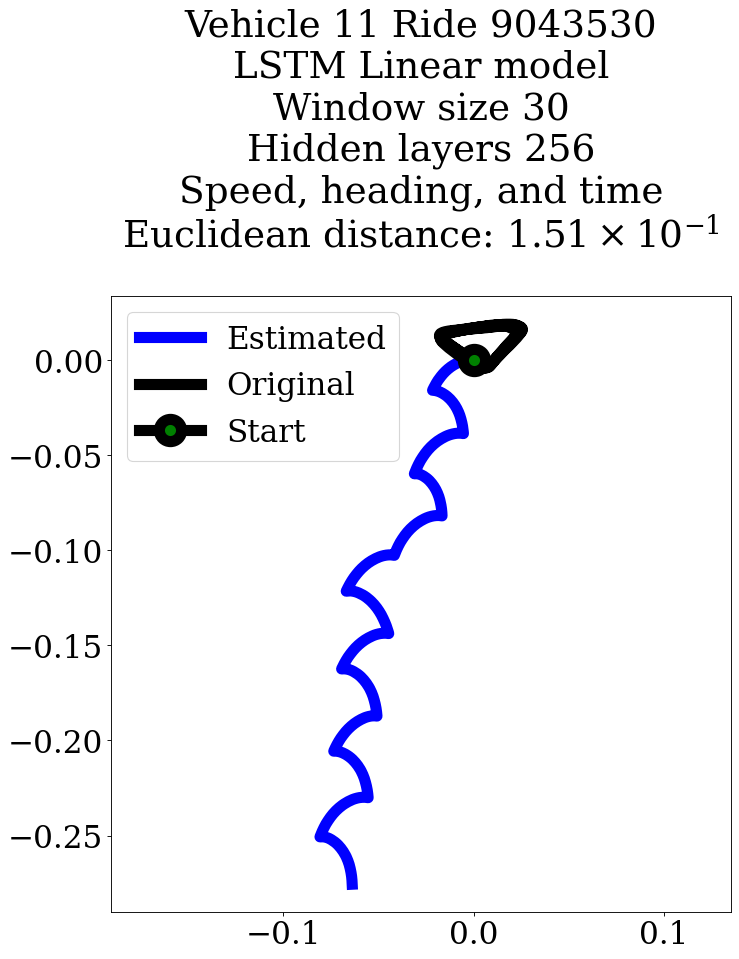 Vehicle 11 Ride 9043530
LSTM Linear model
Window size 30
Hidden layers 256
Speed, heading, and time
Euclidean distance: 1.51 × 10⁻¹
Estimated
Original
Start
0.00
−0.05
−0.10
−0.15
−0.20
−0.25
−0.1 0.0 0.1